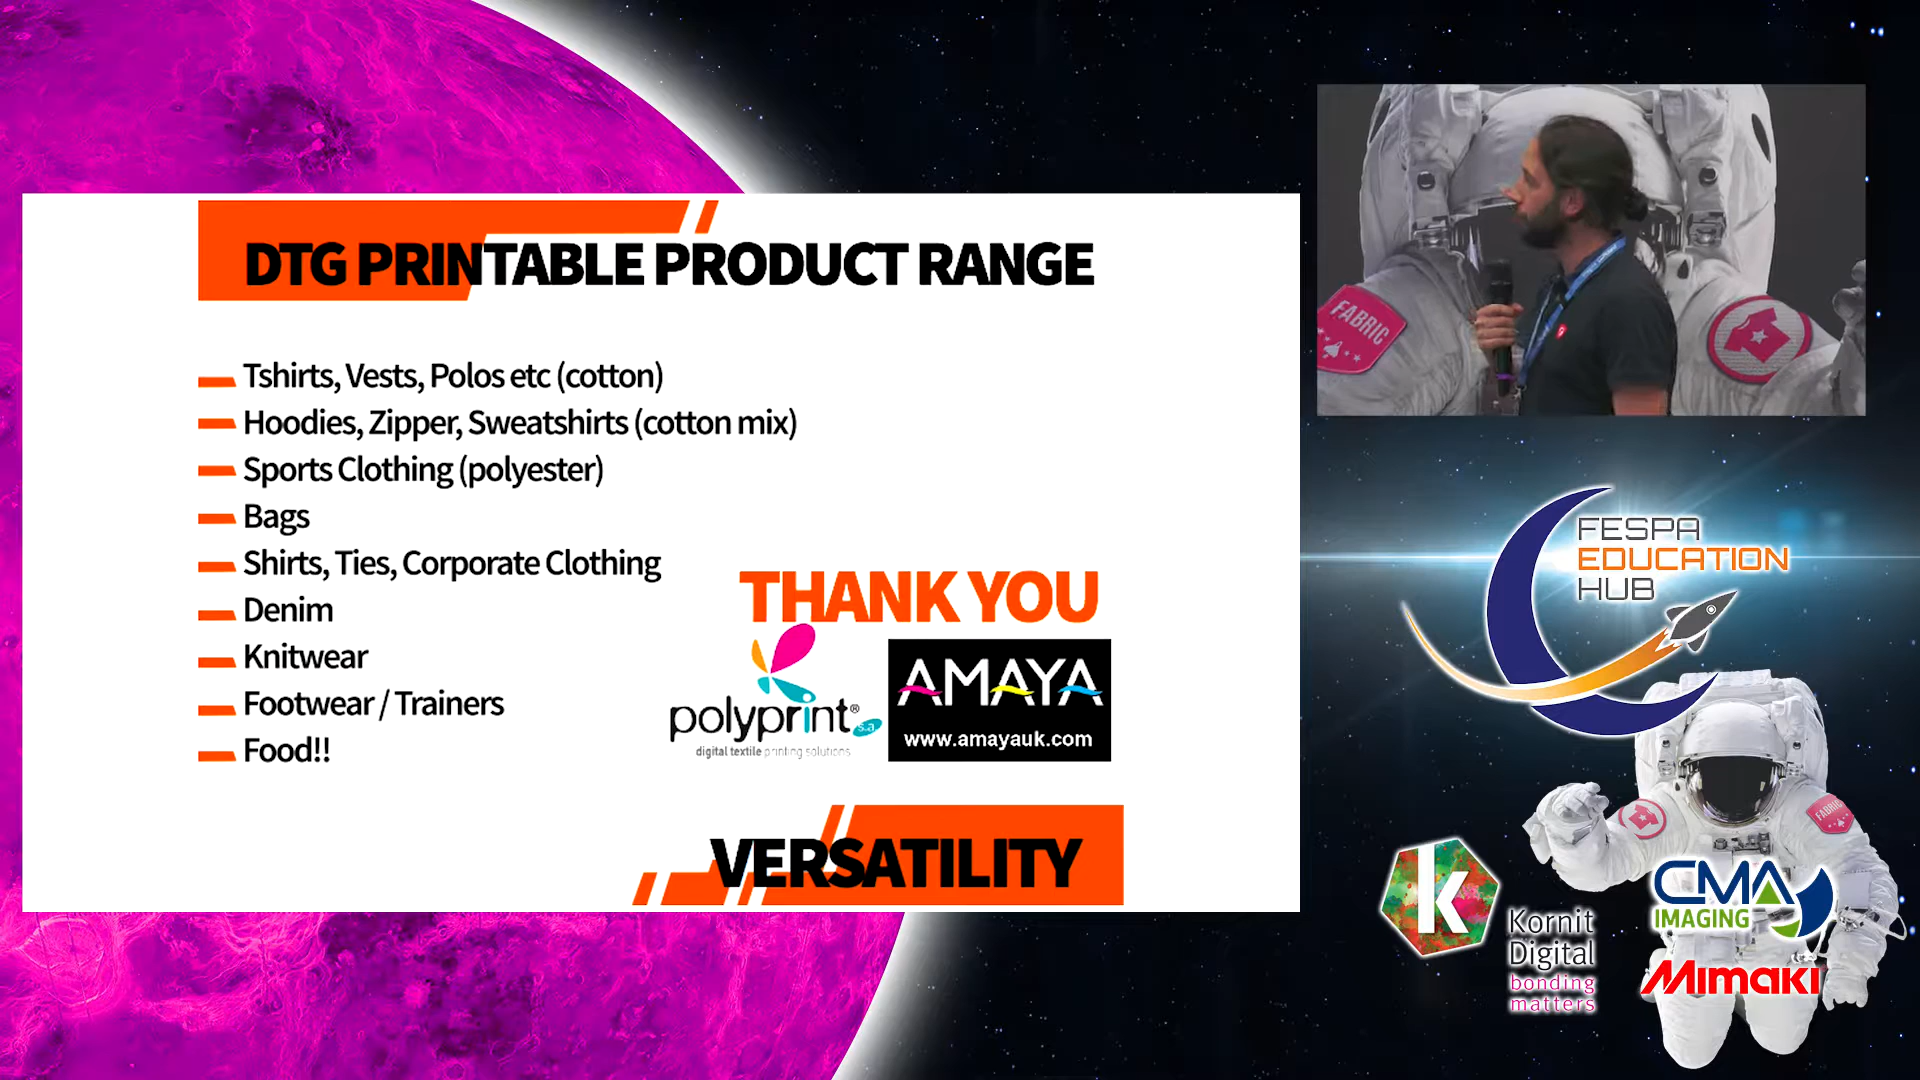 DTG PRINTABLE PRODUCT RANGE
Tshirts, Vests, Polos etc (cotton)
Hoodies, Zipper, Sweatshirts (cotton mix)
Sports Clothing (polyester)
Bags
Shirts, Ties, Corporate Clothing
Denim
Knitwear
Footwear / Trainers
Food!!
THANK YOU
polyprint®
s.a
digital textile printing solutions
AMAYA
www.amayauk.com
VERSATILITY
FABRIC
FESPA
EDUCATION
HUB
FABRIC
K
Kornit
Digital
bonding
matters
CMA
IMAGING
Mimaki